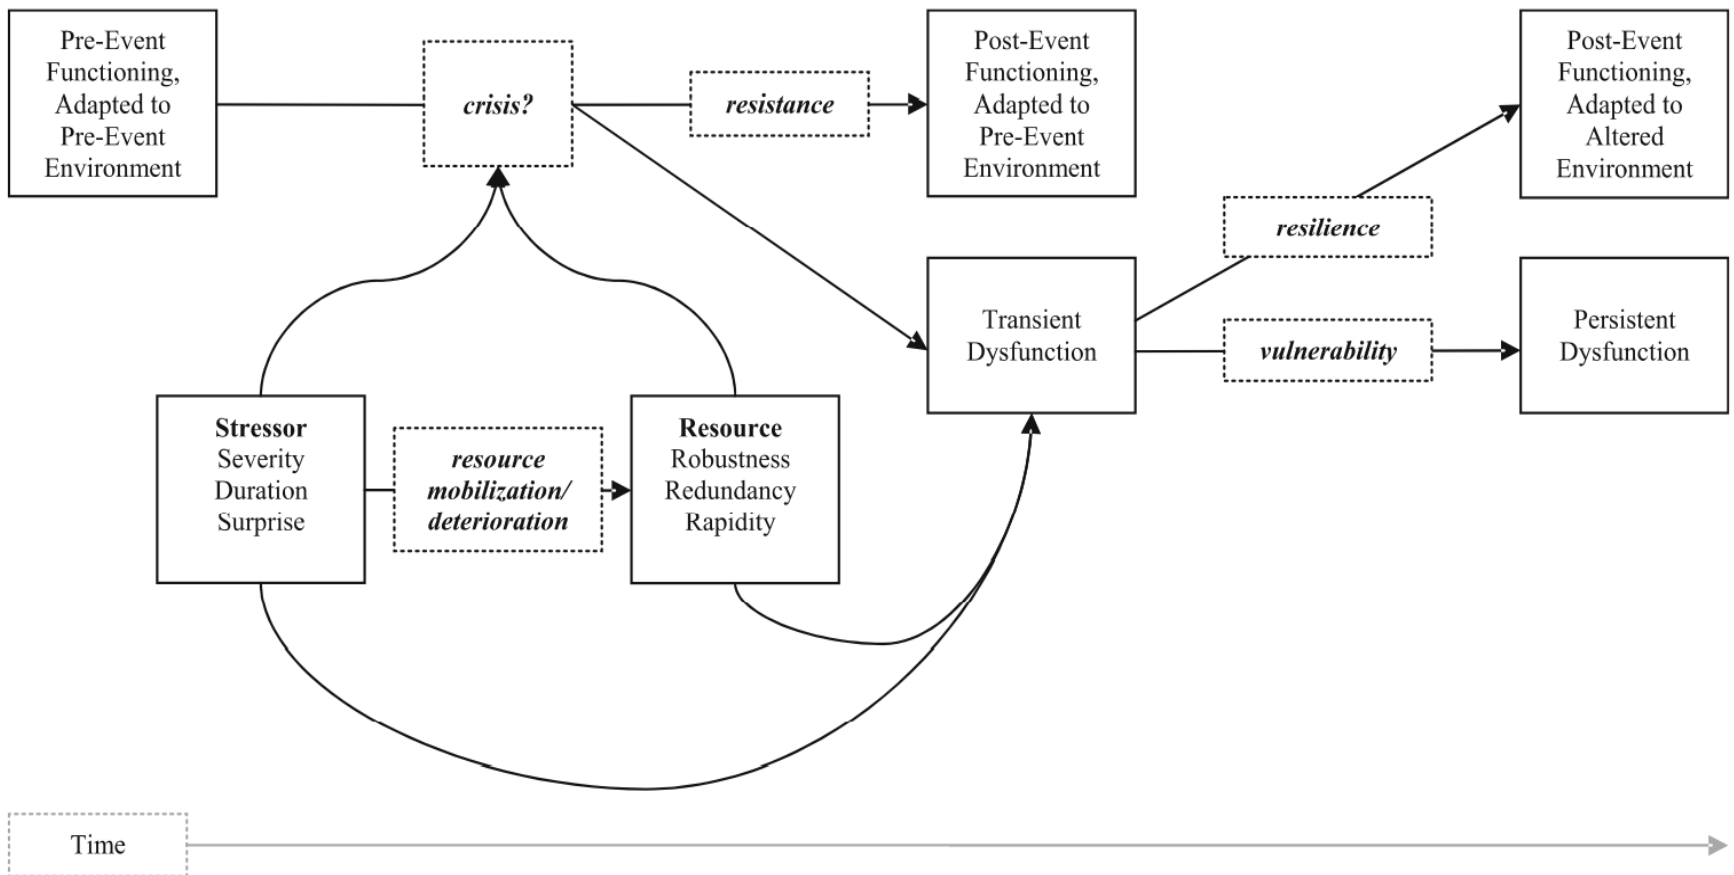 Pre-Event
Functioning,
Adapted to
Pre-Event
Environment
crisis?
resistance
Post-Event
Functioning,
Adapted to
Pre-Event
Environment
Post-Event
Functioning,
Adapted to
Altered
Environment
resilience
Transient
Dysfunction
vulnerability
Persistent
Dysfunction
Stressor
Severity
Duration
Surprise
resource
mobilization/
deterioration
Resource
Robustness
Redundancy
Rapidity
Time